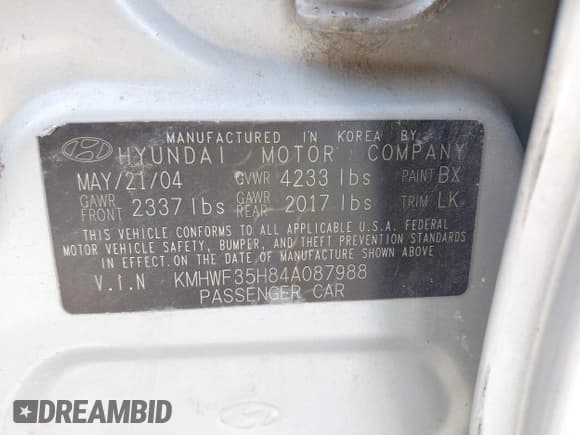 MANUFACTURED IN KOREA BY
HYUNDAI MOTOR COMPANY
MAY/21/04 GVWR 4233 lbs PAINT BX
GAWR FRONT 2337 lbs GAWR REAR 2017 lbs TRIM LK
THIS VEHICLE CONFORMS TO ALL APPLICABLE U.S.A. FEDERAL
MOTOR VEHICLE SAFETY, BUMPER, AND THEFT PREVENTION STANDARDS
IN EFFECT ON THE DATE OF MANUFACTURE SHOWN ABOVE
V.I.N KMHWF35H84A087988
PASSENGER CAR
DREAMBID